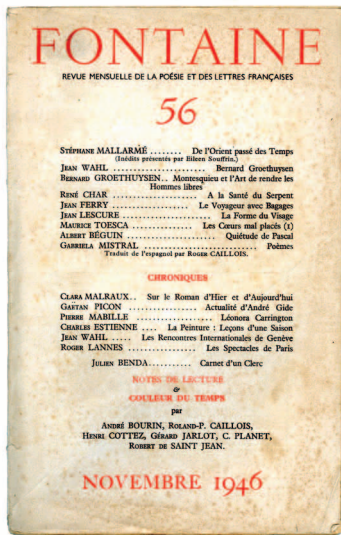 FONTAINE
REVUE MENSUELLE DE LA POÉSIE ET DES LETTRES FRANÇAISES
56
STÉPHANE MALLARMÉ ........ De l'Orient passé des Temps
(Inédits présentés par Eileen Souffrin.)
JEAN WAHL ........................ Bernard Groethuysen
BERNARD GROETHUYSEN.. Montesquieu et l'Art de rendre les
Hommes libres
RENÉ CHAR ..................... A la Santé du Serpent
JEAN FERRY ................ Le Voyageur avec Bagages
JEAN LESCURE ...................... La Forme du Visage
MAURICE TOESCA .............. Les Cœurs mal placés (1)
ALBERT BÉGUIN .................... Quiétude de Pascal
GABRIELA MISTRAL ............................ Poèmes
Traduit de l'espagnol par ROGER CAILLOIS.
CHRONIQUES
CLARA MALRAUX.. Sur le Roman d'Hier et d'Aujourd'hui
GAËTAN PICON .............. Actualité d'André Gide
PIERRE MABILLE ................... Léonora Carrington
CHARLES ESTIENNE .... La Peinture : Leçons d'une Saison
JEAN WAHL ..... Les Rencontres Internationales de Genève
ROGER LANNES ................ Les Spectacles de Paris
JULIEN BENDA........... Carnet d'un Clerc
NOTES DE LECTURE
&
COULEUR DU TEMPS
par
ANDRÉ BOURIN, ROLAND-P. CAILLOIS,
HENRI COTTEZ, GÉRARD JARLOT, C. PLANET,
ROBERT DE SAINT JEAN.
NOVEMBRE 1946